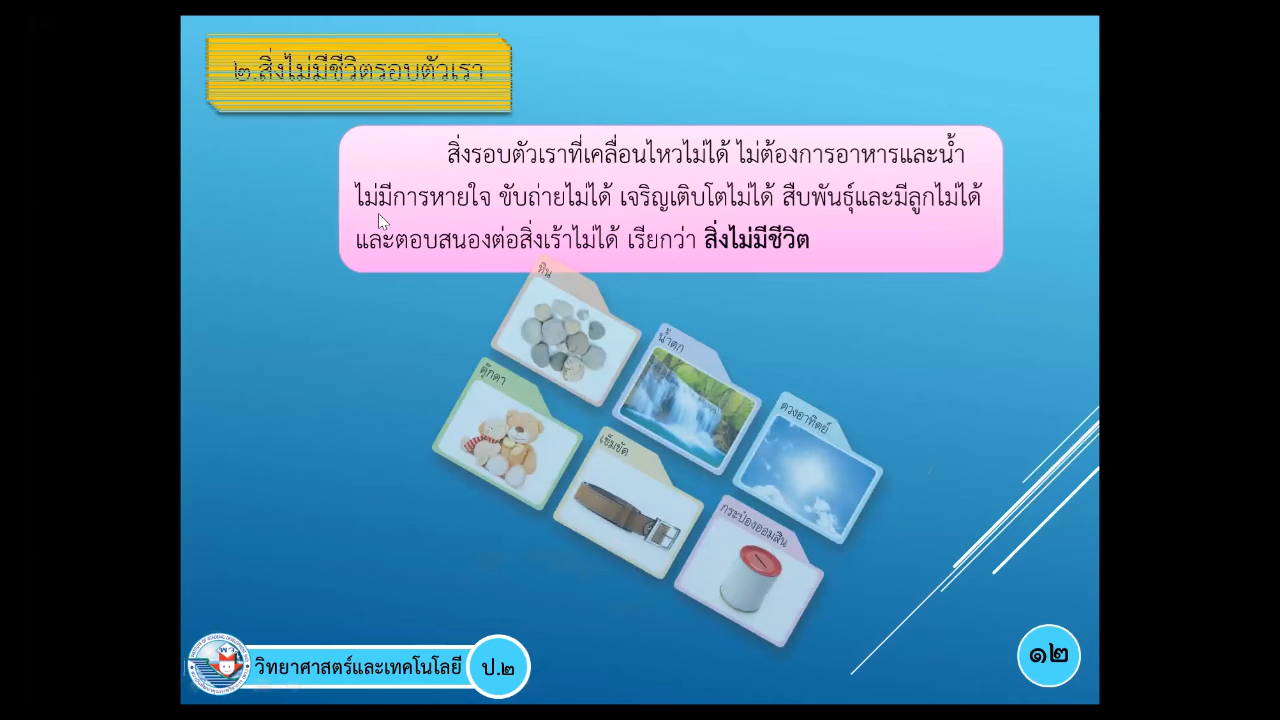 ๒.สิ่งไม่มีชีวิตรอบตัวเรา
สิ่งรอบตัวเราที่เคลื่อนไหวไม่ได้ ไม่ต้องการอาหารและน้ำ
ไม่มีการหายใจ ขับถ่ายไม่ได้ เจริญเติบโตไม่ได้ สืบพันธุ์และมีลูกไม่ได้
และตอบสนองต่อสิ่งเร้าไม่ได้ เรียกว่า สิ่งไม่มีชีวิต
หิน
น้ำตก
ดวงอาทิตย์
ตุ๊กตา
เข็มขัด
กระป๋องออมสิน
วิทยาศาสตร์และเทคโนโลยี
ป.๒
๑๒